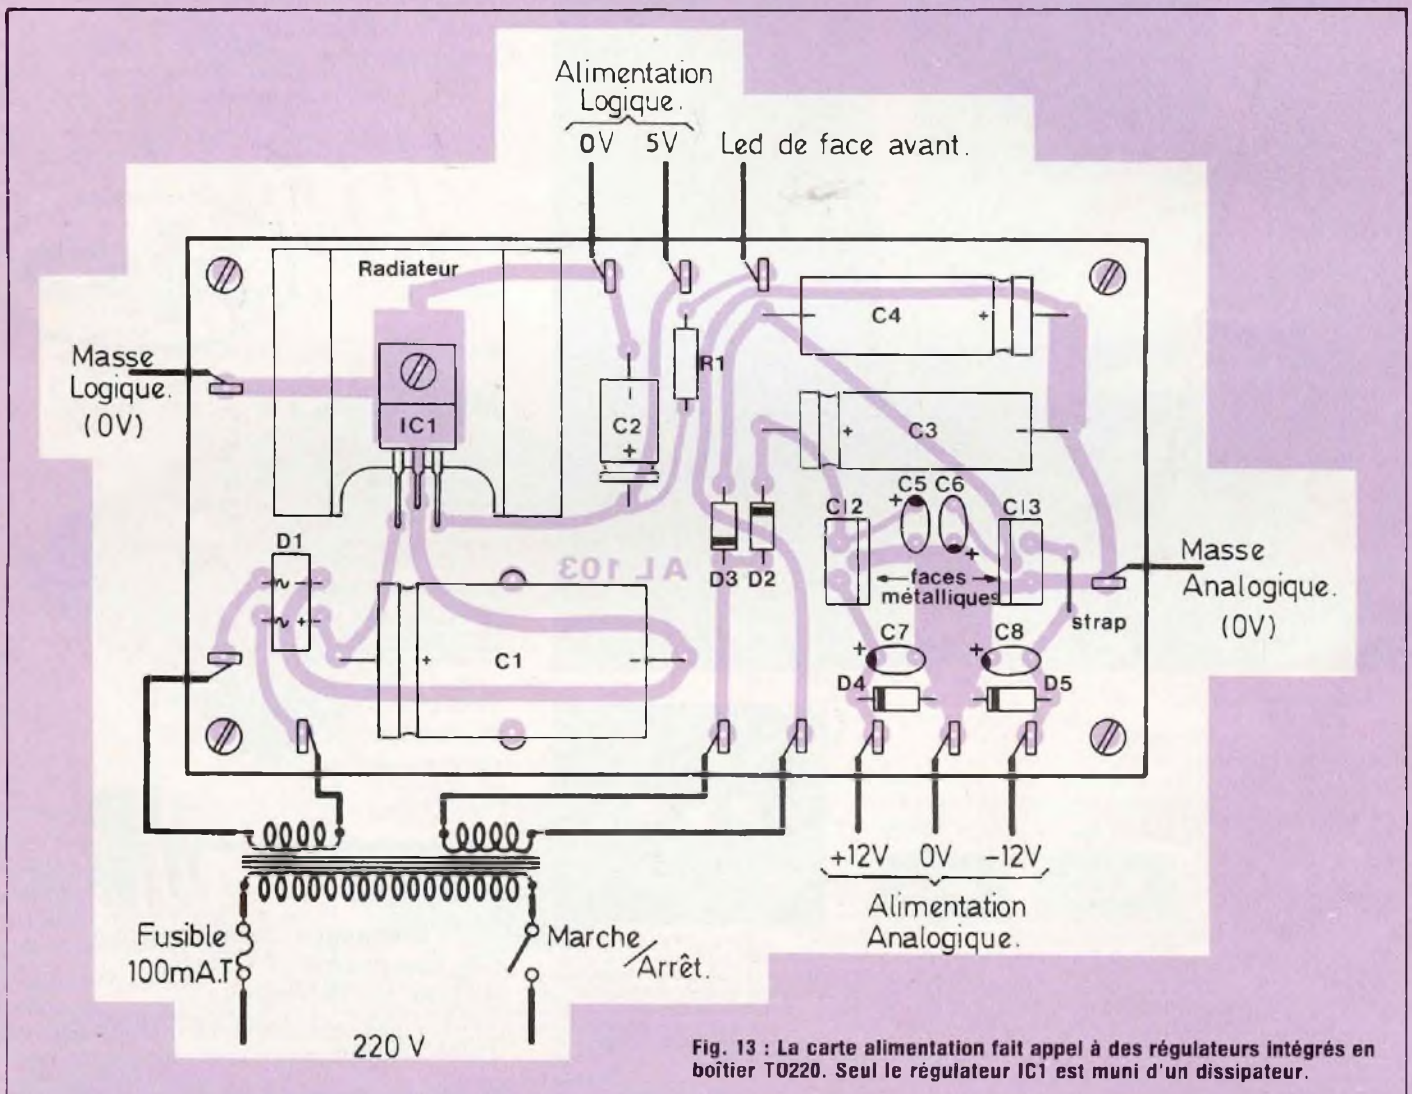 Alimentation
Logique.
0V 5V Led de face avant.
Radiateur
C4
- +
Masse
Logique.
(0V)
R1
IC1
C2
-
+
C3
+ -
C5 C6
+
+
CI2
CI3
D1
~ -
~ +
AL 103
D3 D2
←faces→
métalliques
Masse
Analogique.
(0V)
strap
C1
+ -
C7
+
C8
+
D4
D5
+12V 0V -12V
Alimentation
Analogique.
Fusible
100mA.T
Marche/
Arrêt.
220 V
Fig. 13 : La carte alimentation fait appel à des régulateurs intégrés en
boîtier TO220. Seul le régulateur IC1 est muni d'un dissipateur.